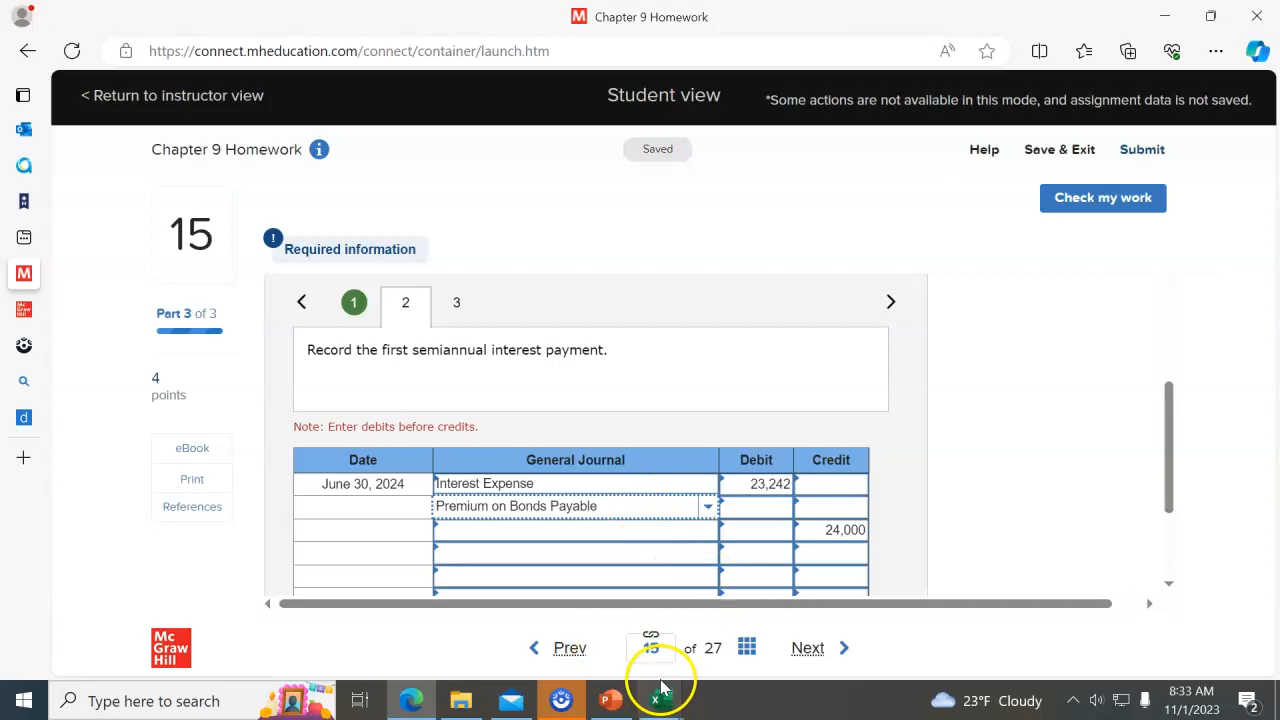 Chapter 9 Homework
https://connect.mheducation.com/connect/container/launch.htm
< Return to instructor view
Student view
*Some actions are not available in this mode, and assignment data is not saved.
Chapter 9 Homework
Saved
Help
Save & Exit
Submit
Check my work
15
Required information
Part 3 of 3
4
points
eBook
Print
References
1
2
3
Record the first semiannual interest payment.
Note: Enter debits before credits.
Date General Journal Debit Credit
June 30, 2024 Interest Expense 23,242
Premium on Bonds Payable
24,000
Mc
Graw
Hill
Prev
15 of 27
Next
Type here to search
23°F Cloudy
8:33 AM
11/1/2023
2